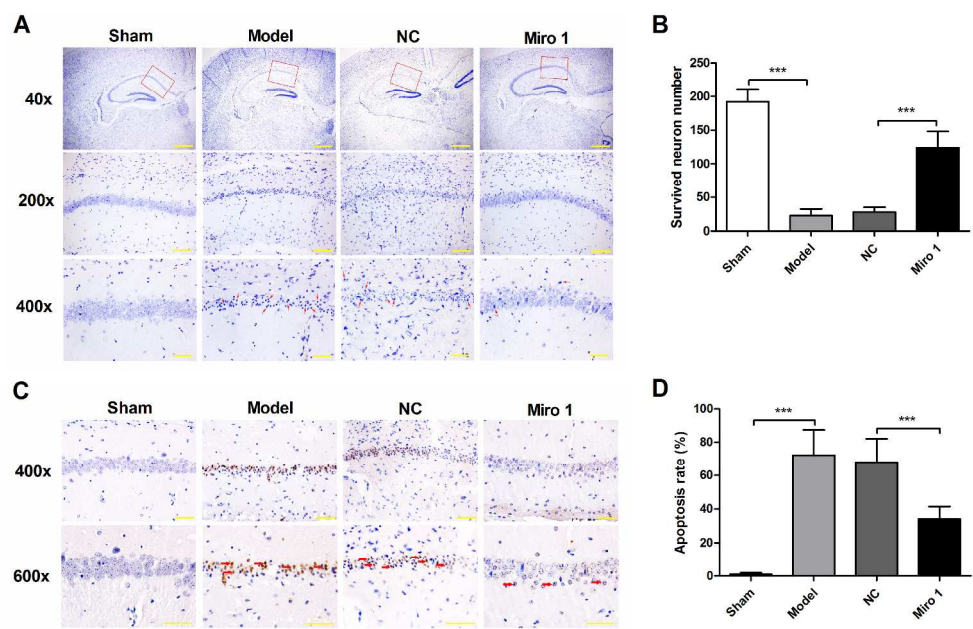 A
Sham
Model
NC
Miro 1
40x
200x
400x
B
Survived neuron number
250
200
150
100
50
0
***
***
Sham
Model
NC
Miro 1
C
Sham
Model
NC
Miro 1
400x
600x
D
Apoptosis rate (%)
100
80
60
40
20
0
***
***
Sham
Model
NC
Miro 1